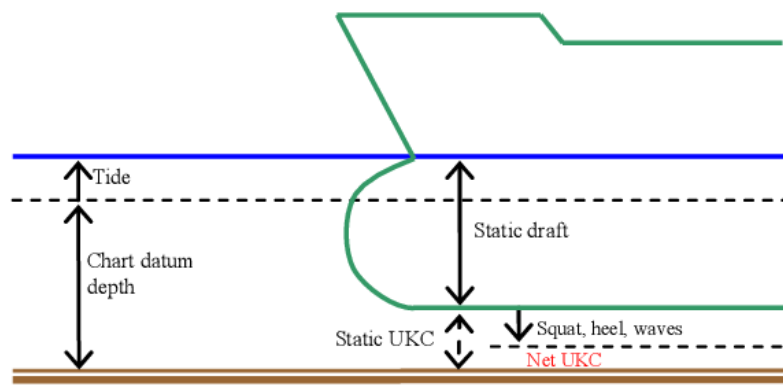 Tide
Chart datum
depth
Static draft
Static UKC
Squat, heel, waves
Net UKC